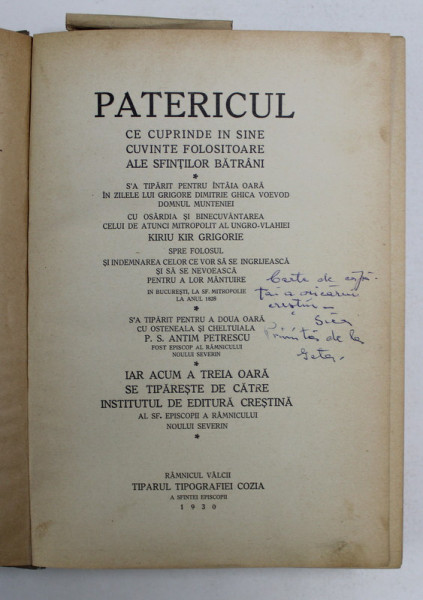 PATERICUL
CE CUPRINDE IN SINE
CUVINTE FOLOSITOARE
ALE SFINȚILOR BĂTRÂNI
*
S'A TIPĂRIT PENTRU ÎNTÂIA OARĂ
ÎN ZILELE LUI GRIGORE DIMITRIE GHICA VOEVOD
DOMNUL MUNTENIEI
CU OSÂRDIA ȘI BINECUVÂNTAREA
CELUI DE ATUNCI MITROPOLIT AL UNGRO-VLAHIEI
KIRIU KIR GRIGORIE
SPRE FOLOSUL
ȘI INDEMNAREA CELOR CE VOR SĂ SE INGRIJEASCĂ
ȘI SĂ SE NEVOEASCĂ
PENTRU A LOR MÂNTUIRE
IN BUCUREȘTI, LA SF. MITROPOLIE
LA ANUL 1828
*
S'A TIPĂRIT PENTRU A DOUA OARĂ
CU OSTENEALA ȘI CHELTUIALA
P. S. ANTIM PETRESCU
FOST EPISCOP AL RÂMNICULUI
NOULUI SEVERIN
*
IAR ACUM A TREIA OARĂ
SE TIPĂREȘTE DE CĂTRE
INSTITUTUL DE EDITURĂ CREȘTINĂ
AL SF. EPISCOPII A RÂMNICULUI
NOULUI SEVERIN
*
RÂMNICUL VÂLCII
TIPARUL TIPOGRAFIEI COZIA
A SFINTEI EPISCOPII
1930
Carte de
a oricărui
creștin —
Primită de la
Geta.